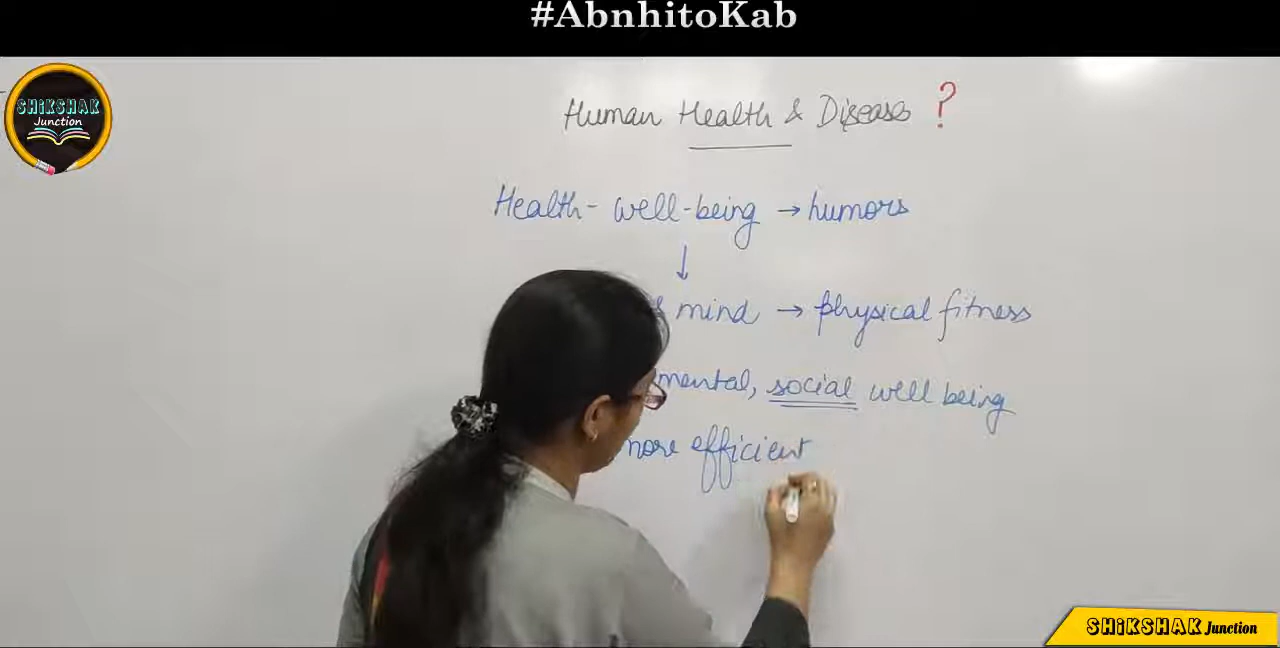 #AbnhitoKab
SHiKSHAK
Junction
Human Health & Diseases ?
Health - well-being → humors
↓
& mind → physical fitness
mental, social well being
more efficient
SHiKSHAK Junction